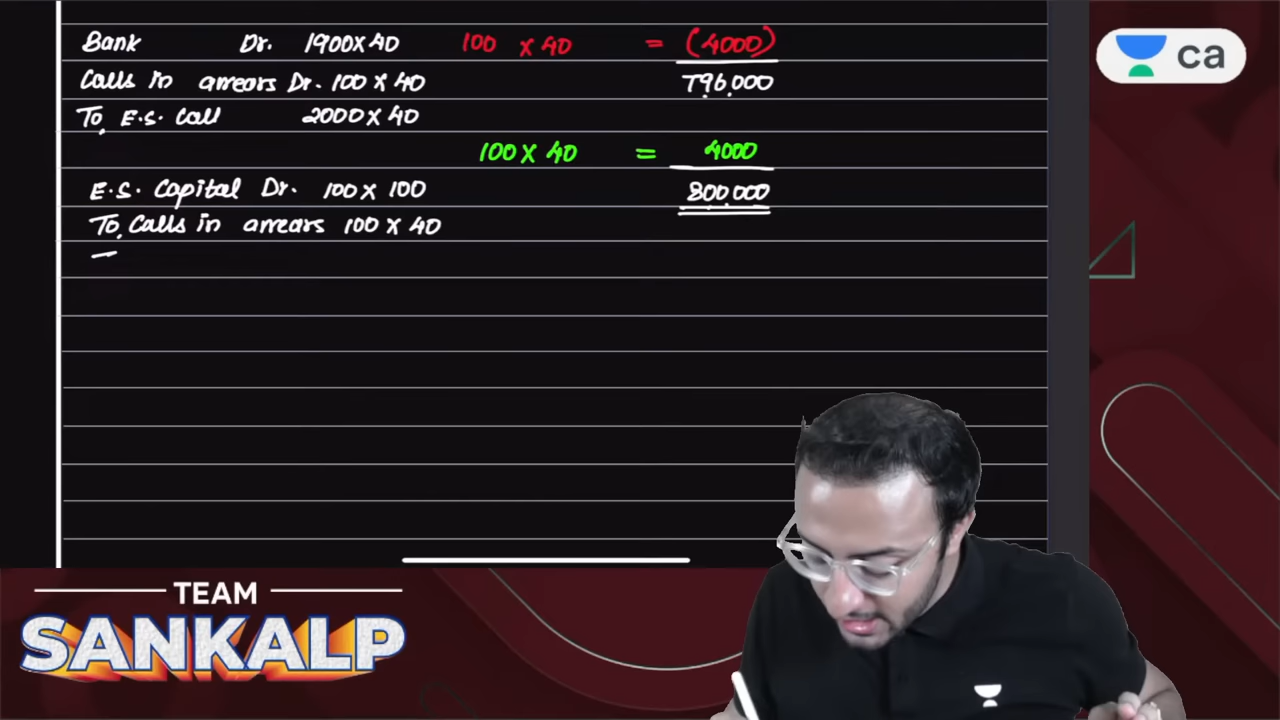 Bank Dr. 1900x40 100 x 40 = (4000)
Calls in arrears Dr. 100 x 40 796,000
To E.S. Call 2000 x 40
100 x 40 = 4000
E.S. Capital Dr. 100 x 100 800,000
To Calls in arrears 100 x 40
ca
TEAM
SANKALP